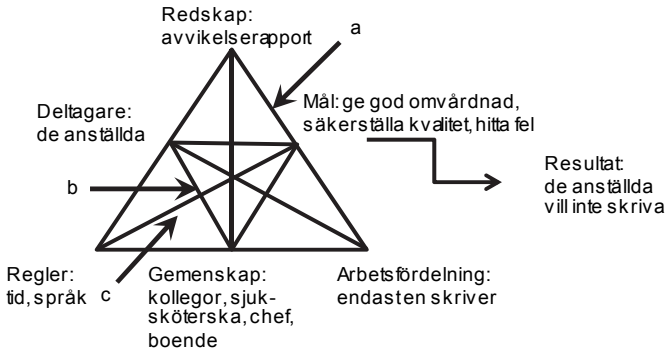 Redskap:
avvikelserapport
a
Deltagare:
de anställda
Mål: ge god omvårdnad,
säkerställa kvalitet, hitta fel
b
Resultat:
de anställda
vill inte skriva
Regler:
tid, språk
c
Gemenskap:
kollegor, sjuk-
sköterska, chef,
boende
Arbetsfördelning:
endast en skriver